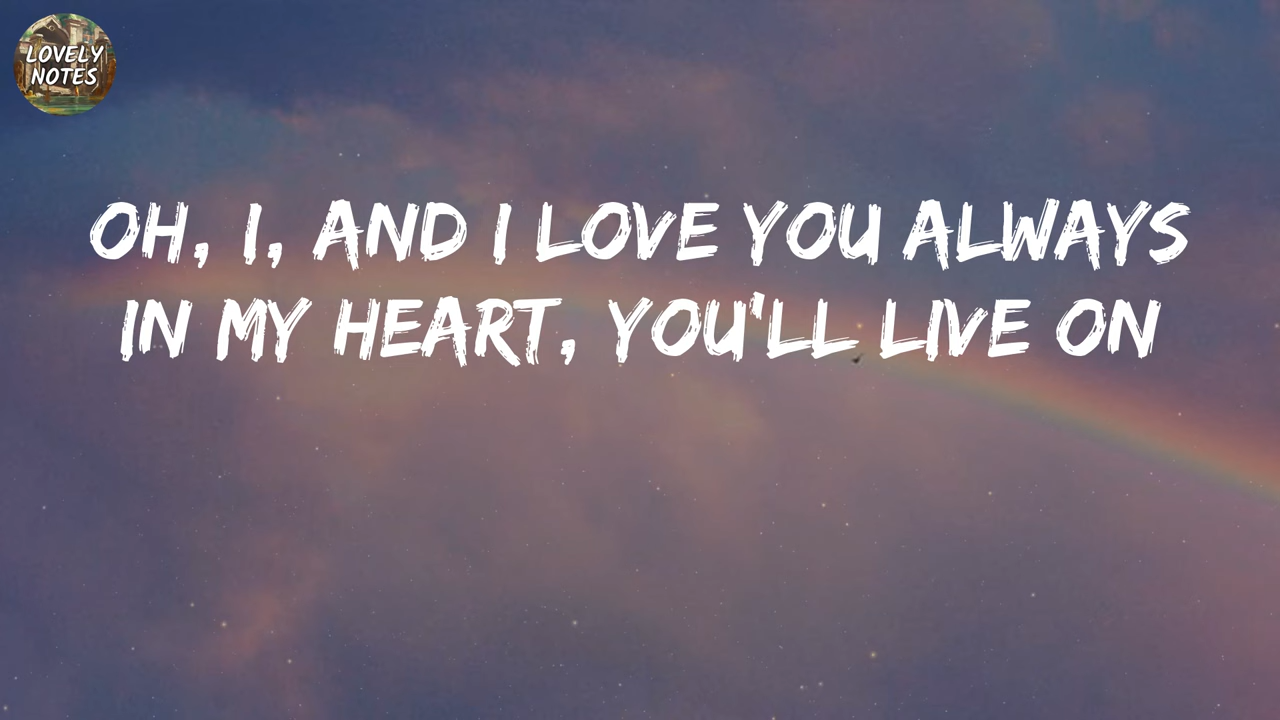 LOVELY
NOTES
OH, I, AND I LOVE YOU ALWAYS
IN MY HEART, YOU'LL LIVE ON